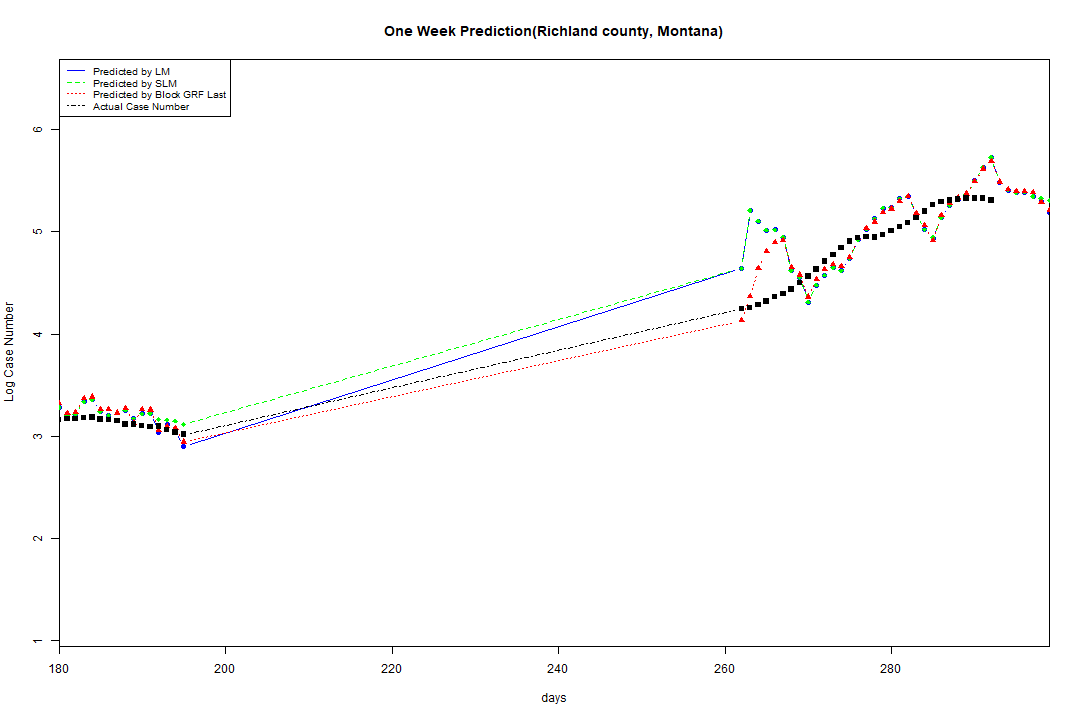 One Week Prediction(Richland county, Montana)
Predicted by LM
Predicted by SLM
Predicted by Block GRF Last
Actual Case Number
6
5
4
3
2
1
Log Case Number
180 200 220 240 260 280
days